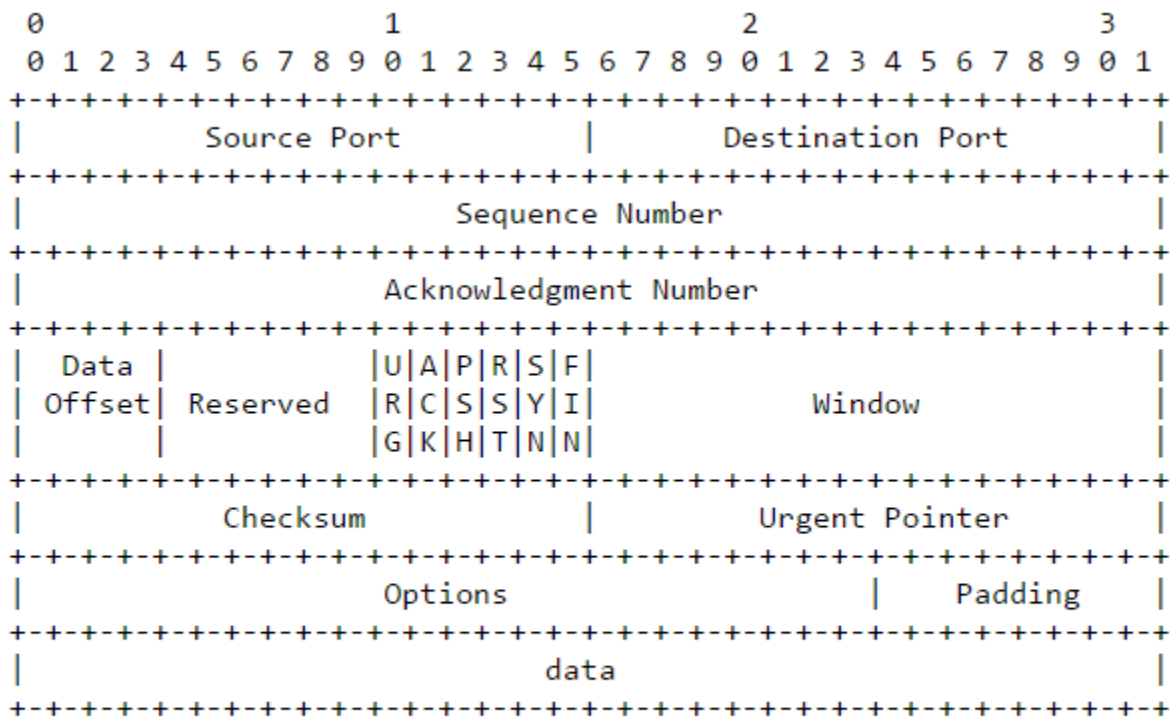 0                   1                   2                   3
 0 1 2 3 4 5 6 7 8 9 0 1 2 3 4 5 6 7 8 9 0 1 2 3 4 5 6 7 8 9 0 1
+-+-+-+-+-+-+-+-+-+-+-+-+-+-+-+-+-+-+-+-+-+-+-+-+-+-+-+-+-+-+-+-+
|          Source Port          |       Destination Port        |
+-+-+-+-+-+-+-+-+-+-+-+-+-+-+-+-+-+-+-+-+-+-+-+-+-+-+-+-+-+-+-+-+
|                        Sequence Number                        |
+-+-+-+-+-+-+-+-+-+-+-+-+-+-+-+-+-+-+-+-+-+-+-+-+-+-+-+-+-+-+-+-+
|                    Acknowledgment Number                      |
+-+-+-+-+-+-+-+-+-+-+-+-+-+-+-+-+-+-+-+-+-+-+-+-+-+-+-+-+-+-+-+-+
|  Data |           |U|A|P|R|S|F|                               |
| Offset| Reserved  |R|C|S|S|Y|I|            Window             |
|       |           |G|K|H|T|N|N|                               |
+-+-+-+-+-+-+-+-+-+-+-+-+-+-+-+-+-+-+-+-+-+-+-+-+-+-+-+-+-+-+-+-+
|           Checksum            |         Urgent Pointer        |
+-+-+-+-+-+-+-+-+-+-+-+-+-+-+-+-+-+-+-+-+-+-+-+-+-+-+-+-+-+-+-+-+
|                    Options                    |    Padding    |
+-+-+-+-+-+-+-+-+-+-+-+-+-+-+-+-+-+-+-+-+-+-+-+-+-+-+-+-+-+-+-+-+
|                             data                              |
+-+-+-+-+-+-+-+-+-+-+-+-+-+-+-+-+-+-+-+-+-+-+-+-+-+-+-+-+-+-+-+-+